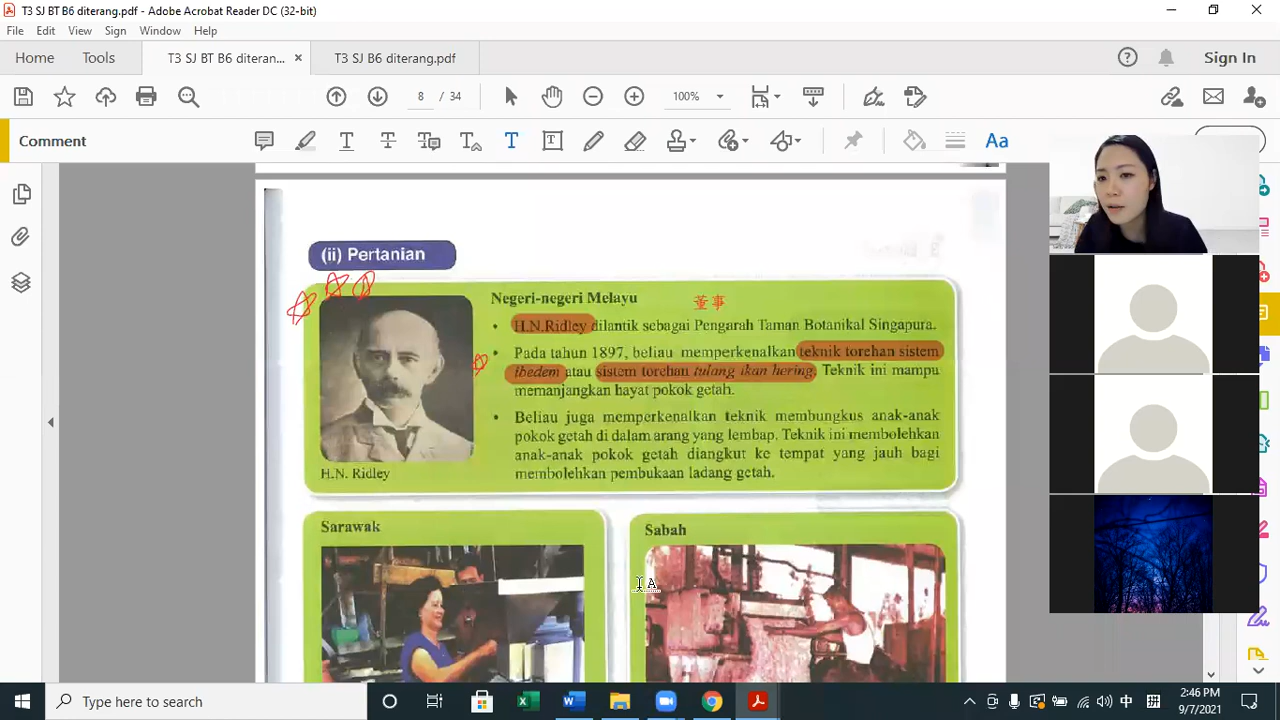 T3 SJ BT B6 diterang.pdf - Adobe Acrobat Reader DC (32-bit)
File Edit View Sign Window Help
Home Tools T3 SJ BT B6 diteran... × T3 SJ B6 diterang.pdf Sign In
8 / 34 100%
Comment
(ii) Pertanian
Negeri-negeri Melayu
董事
• H.N.Ridley dilantik sebagai Pengarah Taman Botanikal Singapura.
• Pada tahun 1897, beliau memperkenalkan teknik torehan sistem
ibedem atau sistem torehan tulang ikan hering. Teknik ini mampu
memanjangkan hayat pokok getah.
• Beliau juga memperkenalkan teknik membungkus anak-anak
pokok getah di dalam arang yang lembap. Teknik ini membolehkan
anak-anak pokok getah diangkut ke tempat yang jauh bagi
membolehkan pembukaan ladang getah.
H.N. Ridley
Sarawak
Sabah
Type here to search
中
拼
2:46 PM
9/7/2021